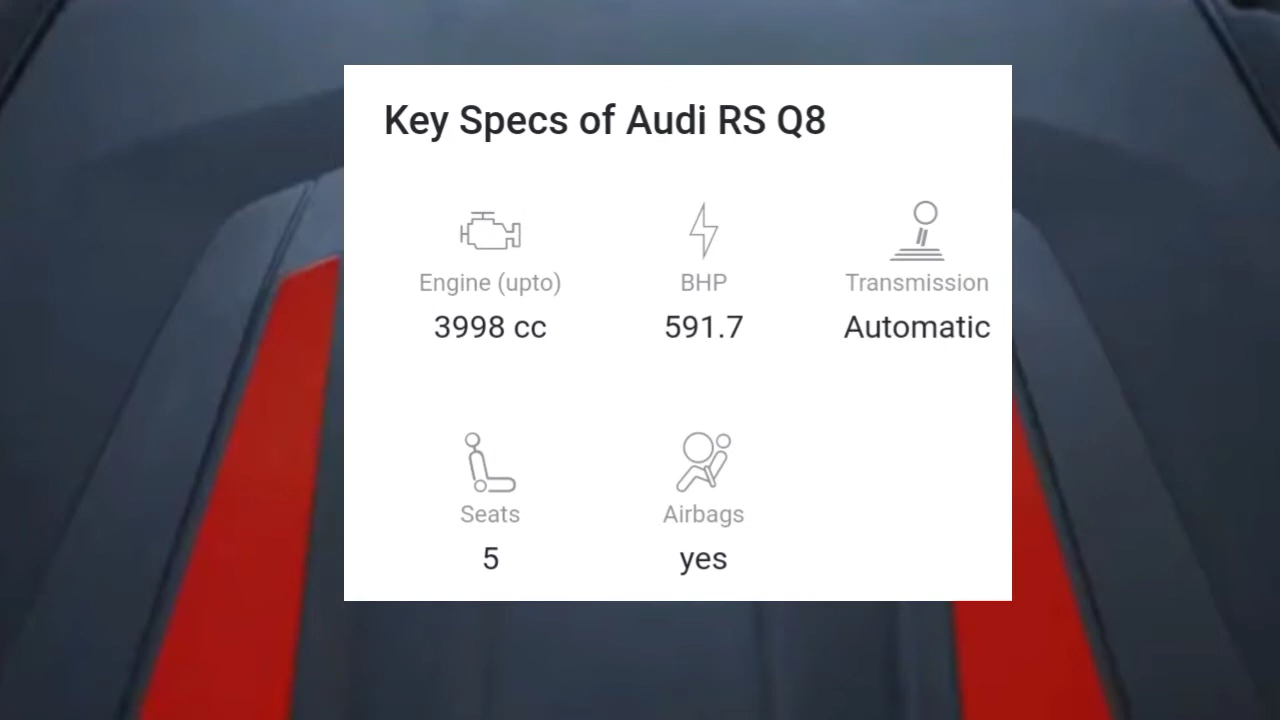 Key Specs of Audi RS Q8
Engine (upto) BHP Transmission
3998 cc 591.7 Automatic
Seats Airbags
5 yes